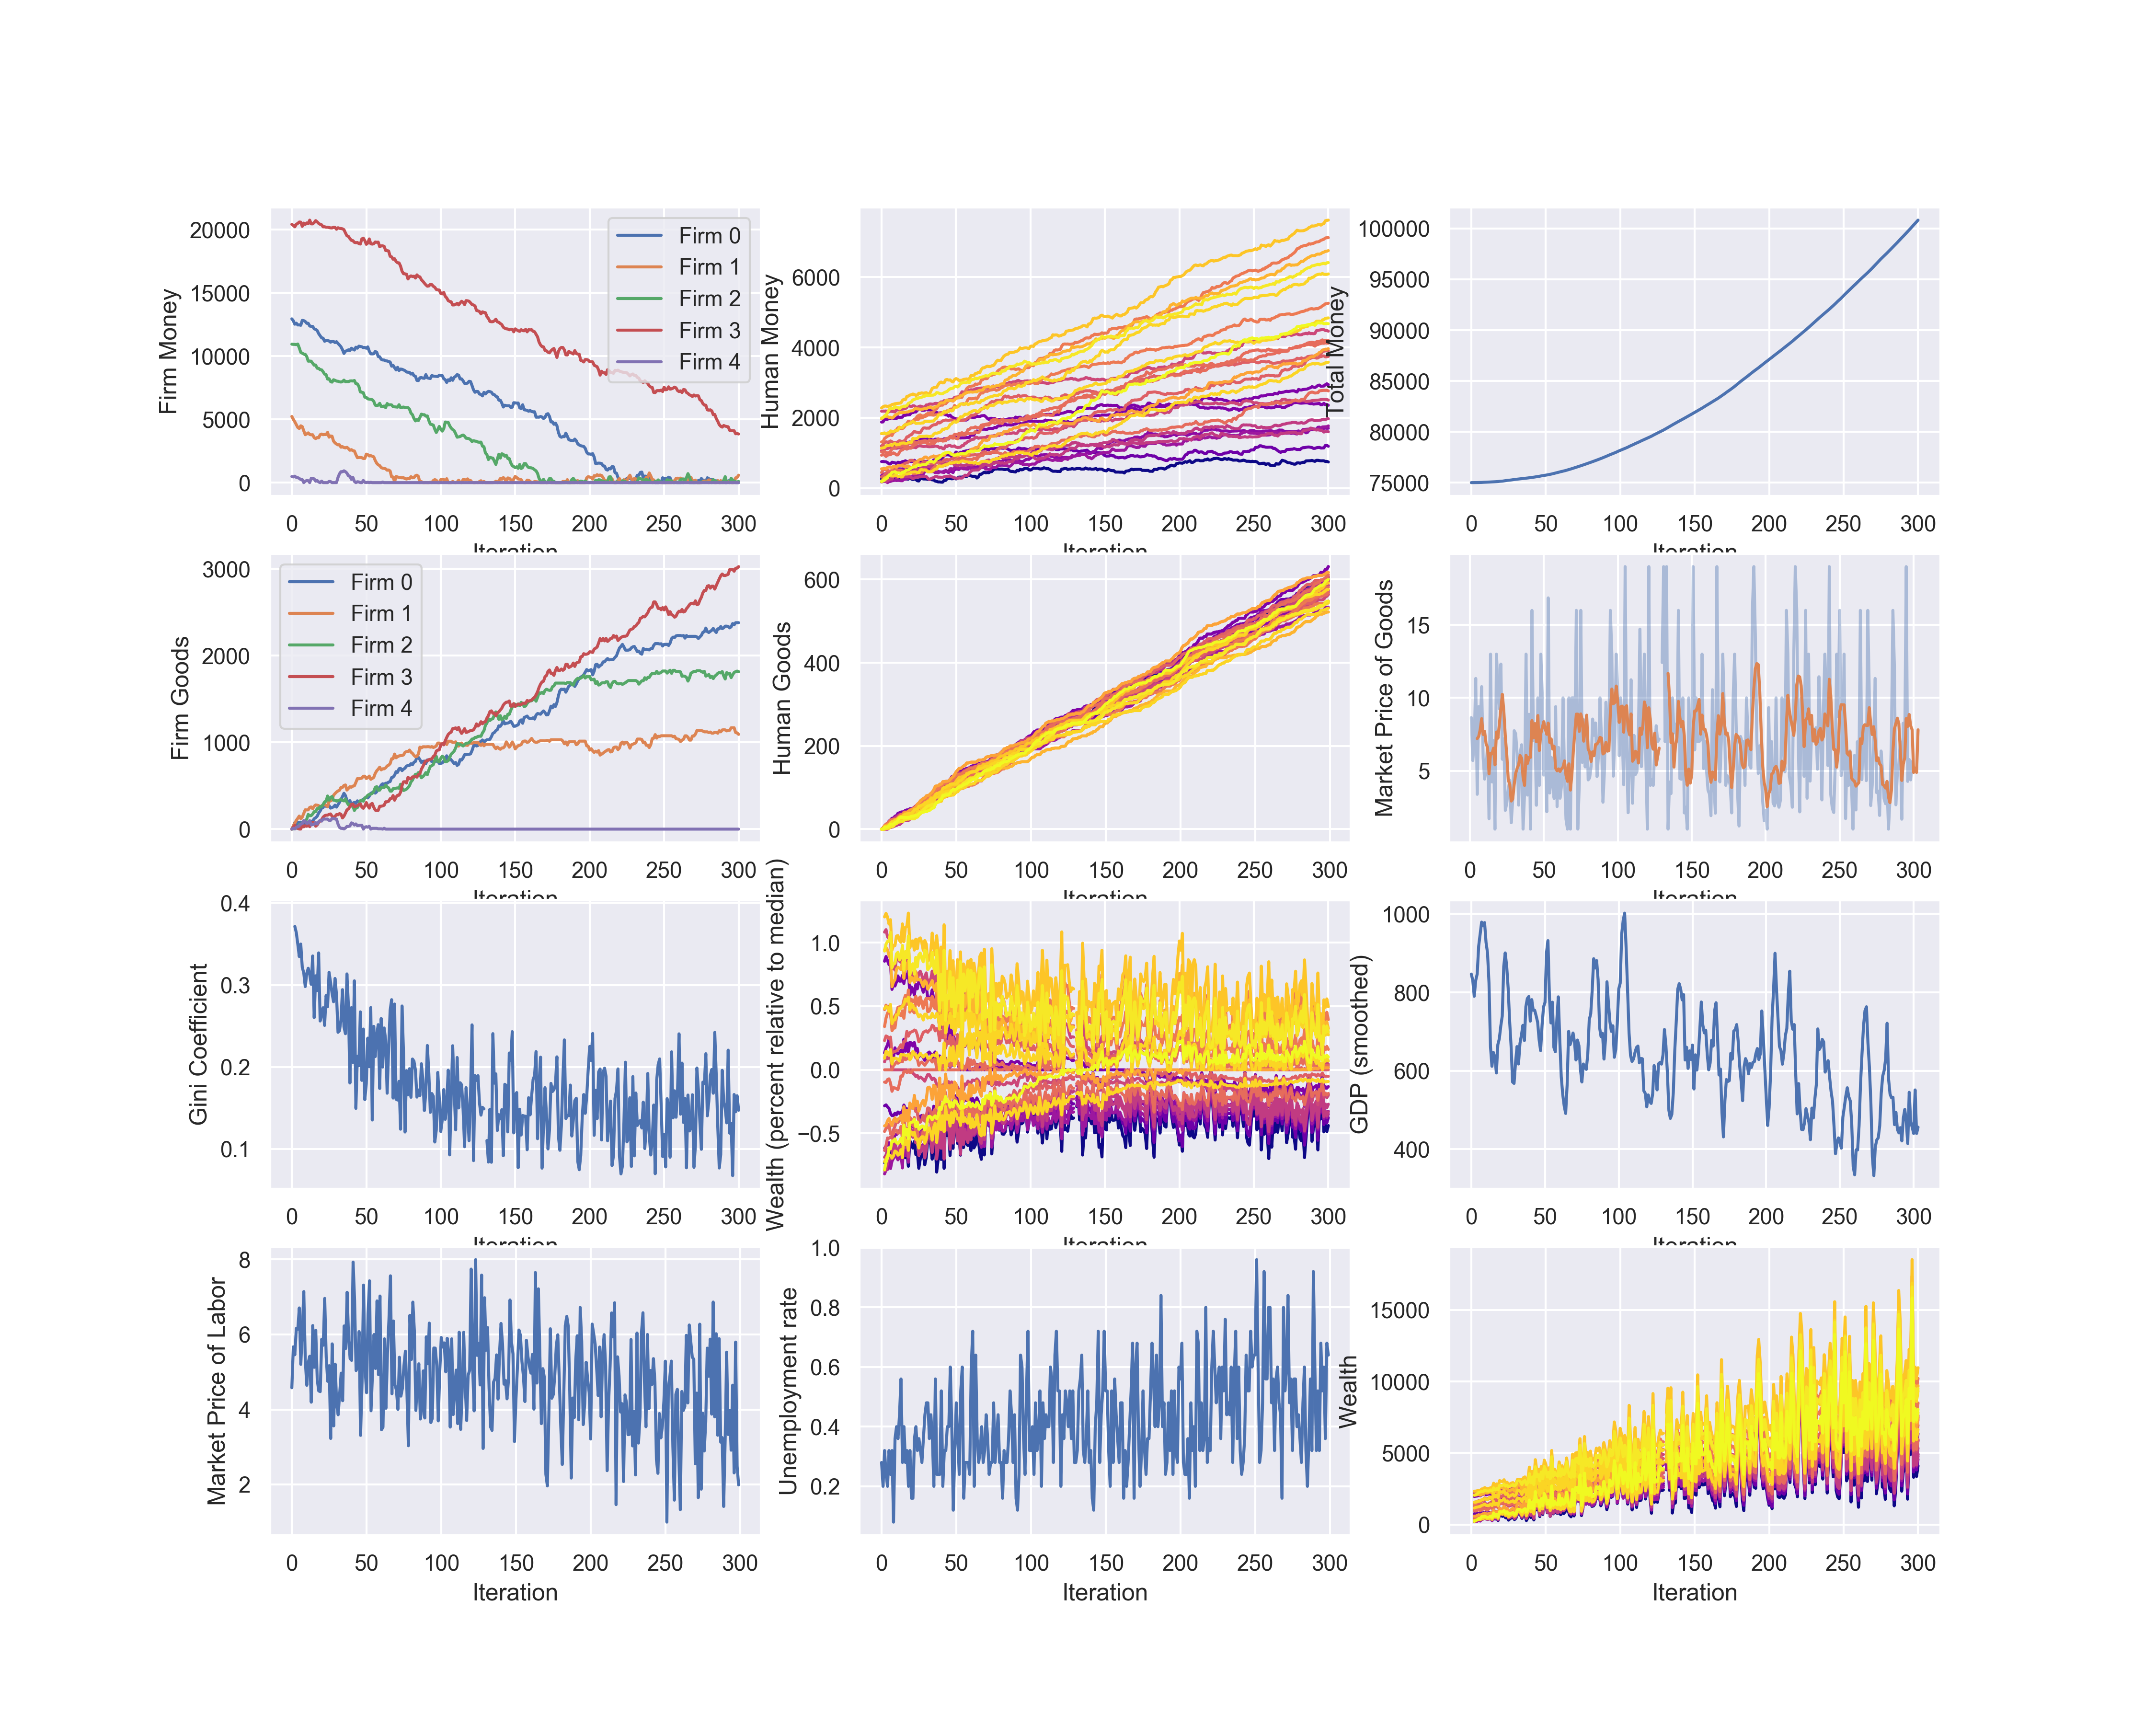 Firm Money
20000
15000
10000
5000
0
Firm 0
Firm 1
Firm 2
Firm 3
Firm 4
0 50 100 150 200 250 300
Iteration
Human Money
6000
4000
2000
0
0 50 100 150 200 250 300
Iteration
Total Money
100000
95000
90000
85000
80000
75000
0 50 100 150 200 250 300
Iteration
Firm Goods
3000
2000
1000
0
Firm 0
Firm 1
Firm 2
Firm 3
Firm 4
0 50 100 150 200 250 300
Iteration
Human Goods
600
400
200
0
0 50 100 150 200 250 300
Iteration
Market Price of Goods
15
10
5
0 50 100 150 200 250 300
Iteration
Gini Coefficient
0.4
0.3
0.2
0.1
0 50 100 150 200 250 300
Iteration
Wealth (percent relative to median)
1.0
0.5
0.0
−0.5
0 50 100 150 200 250 300
Iteration
GDP (smoothed)
1000
800
600
400
0 50 100 150 200 250 300
Iteration
Market Price of Labor
8
6
4
2
0 50 100 150 200 250 300
Iteration
Unemployment rate
1.0
0.8
0.6
0.4
0.2
0 50 100 150 200 250 300
Iteration
Wealth
15000
10000
5000
0
0 50 100 150 200 250 300
Iteration